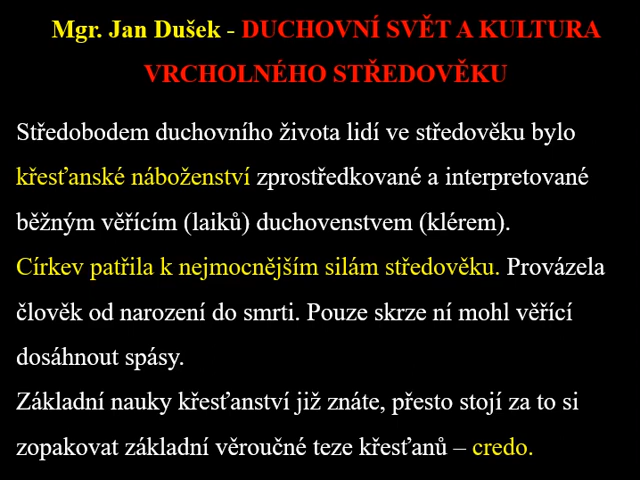 Mgr. Jan Dušek - DUCHOVNÍ SVĚT A KULTURA
VRCHOLNÉHO STŘEDOVĚKU
Středobodem duchovního života lidí ve středověku bylo
křesťanské náboženství zprostředkované a interpretované
běžným věřícím (laiků) duchovenstvem (klérem).
Církev patřila k nejmocnějším silám středověku. Provázela
člověk od narození do smrti. Pouze skrze ní mohl věřící
dosáhnout spásy.
Základní nauky křesťanství již znáte, přesto stojí za to si
zopakovat základní věroučné teze křesťanů – credo.